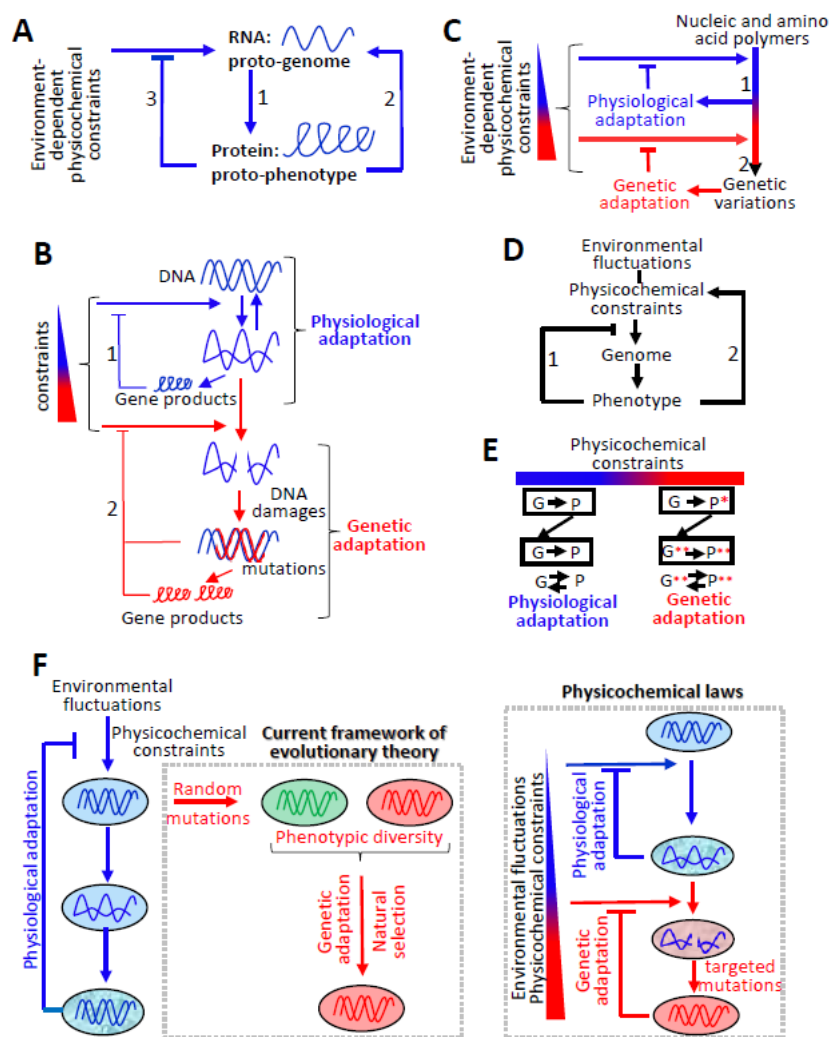 A
Environment-
dependent
physicochemical
constraints
RNA:
proto-genome
1
2
3
Protein:
proto-phenotype
B
DNA
Physiological
adaptation
constraints
1
Gene products
DNA
damages
2
Genetic
adaptation
mutations
Gene products
C
Nucleic and amino
acid polymers
Environment-
dependent
physicochemical
constraints
1
Physiological
adaptation
2
Genetic
adaptation
Genetic
variations
D
Environmental
fluctuations
Physicochemical
constraints
Genome
1
2
Phenotype
E
Physicochemical
constraints
G P
G P*
G P
G** P**
G P
G** P**
Physiological
adaptation
Genetic
adaptation
F
Environmental
fluctuations
Physicochemical
constraints
Physiological adaptation
Current framework of
evolutionary theory
Random
mutations
Phenotypic diversity
Genetic
adaptation
Natural
selection
Physicochemical laws
Environmental fluctuations
Physicochemical constraints
Physiological
adaptation
Genetic
adaptation
targeted
mutations